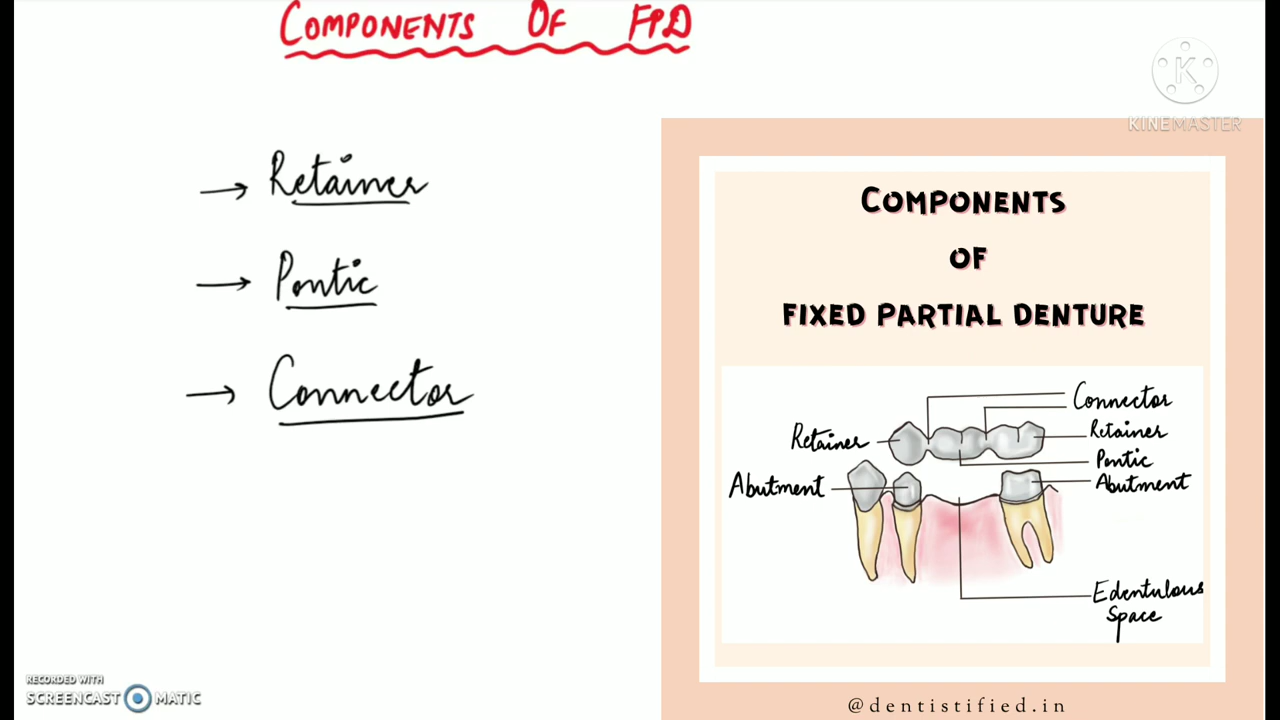 COMPONENTS OF FPD
K
KINEMASTER
→ Retainer
→ Pontic
→ Connector
COMPONENTS
OF
FIXED PARTIAL DENTURE
Connector
Retainer
Retainer
Pontic
Abutment
Abutment
Edentulous
Space
RECORDED WITH
SCREENCAST MATIC
@dentistified.in